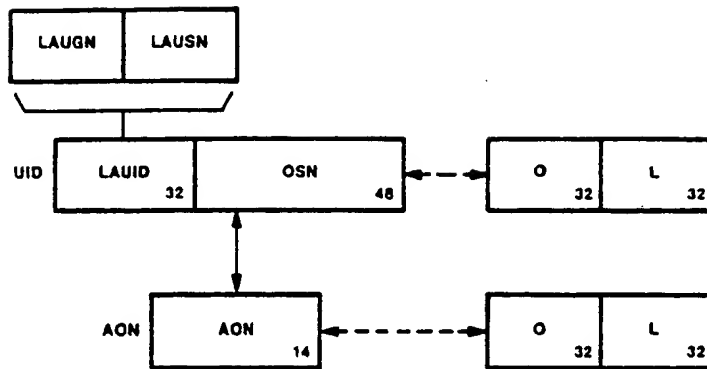 LAUGN LAUSN
UID LAUID 32 OSN 48 O 32 L 32
AON AON 14 O 32 L 32